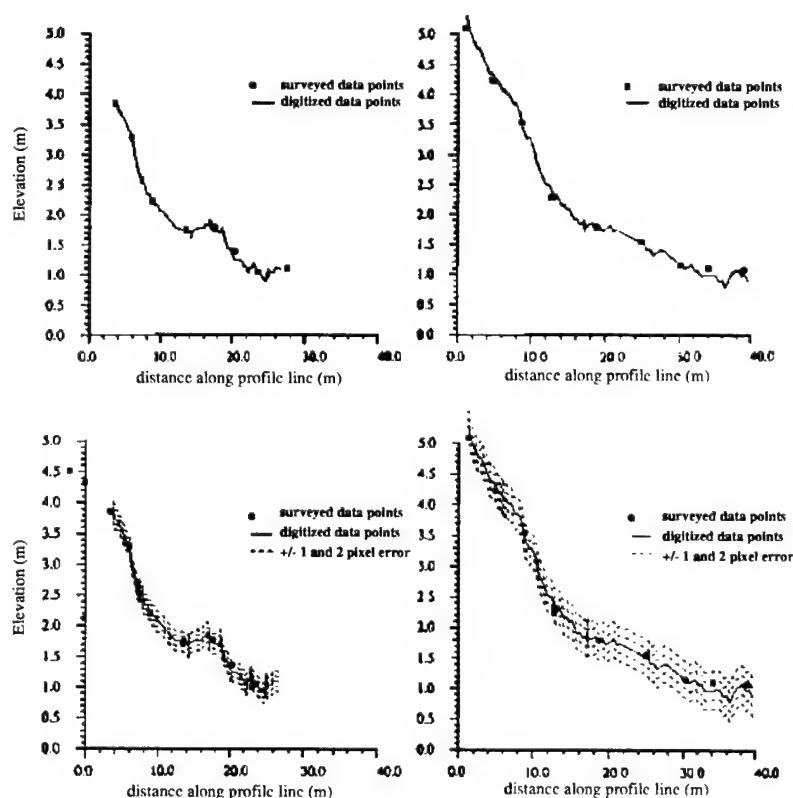 5.0
4.5
4.0
3.5
3.0
2.5
2.0
1.5
1.0
0.5
0.0
Elevation (m)
surveyed data points
digitized data points
0.0 10.0 20.0 30.0 40.0
distance along profile line (m)
5.0
4.5
4.0
3.5
3.0
2.5
2.0
1.5
1.0
0.5
0.0
surveyed data points
digitized data points
0.0 10.0 20.0 30.0 40.0
distance along profile line (m)
5.0
4.5
4.0
3.5
3.0
2.5
2.0
1.5
1.0
0.5
0.0
Elevation (m)
surveyed data points
digitized data points
+/- 1 and 2 pixel error
0.0 10.0 20.0 30.0 40.0
distance along profile line (m)
5.0
4.5
4.0
3.5
3.0
2.5
2.0
1.5
1.0
0.5
0.0
surveyed data points
digitized data points
+/- 1 and 2 pixel error
0.0 10.0 20.0 30.0 40.0
distance along profile line (m)